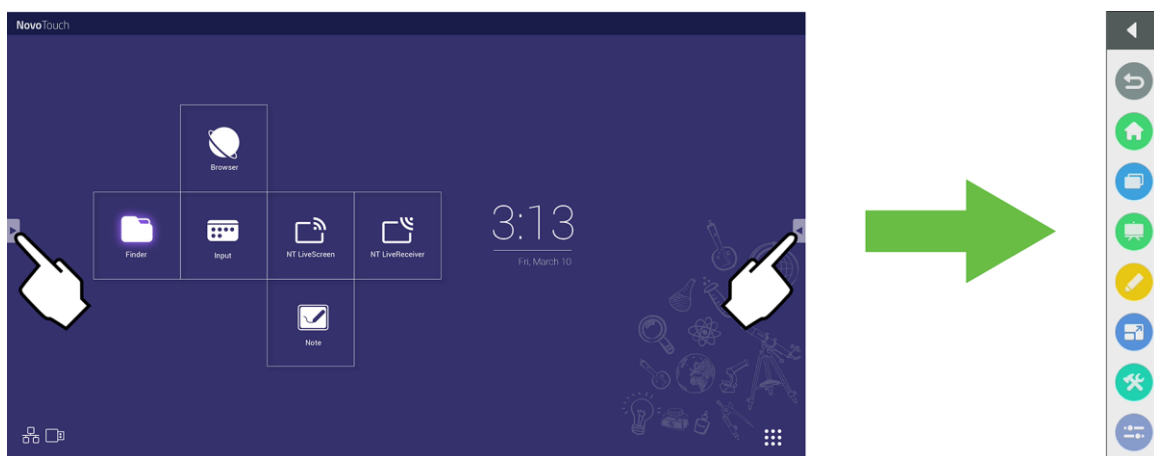 NovoTouch
Browser
Finder
Input
NT LiveScreen
NT LiveReceiver
3:13
Fri, March 10
Note